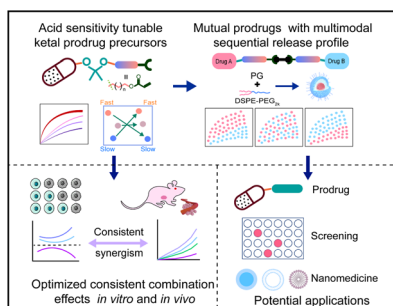 Acid sensitivity tunable
ketal prodrug precursors
Mutual prodrugs with multimodal
sequential release profile
Drug A
Drug B
PG
+
DSPE-PEG2k
Fast
Fast
Slow
Slow
Consistent
synergism
Optimized consistent combination
effects in vitro and in vivo
Prodrug
Screening
Nanomedicine
Potential applications